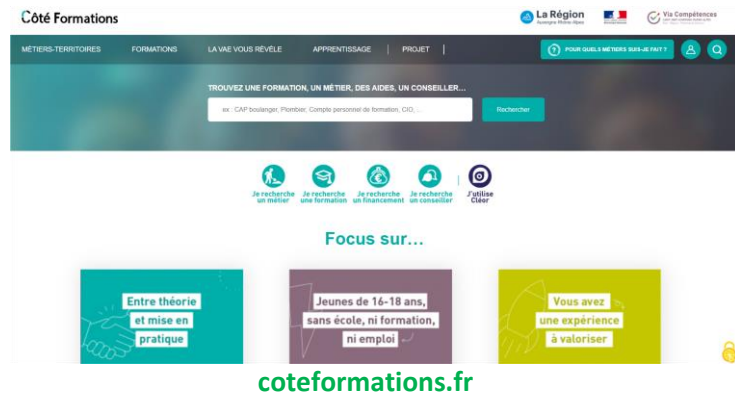 Côté Formations
La Région
Auvergne-Rhône-Alpes
Via Compétences
MÉTIERS-TERRITOIRES FORMATIONS LA VAE VOUS RÉVÈLE APPRENTISSAGE PROJET
POUR QUELS MÉTIERS SUIS-JE FAIT ?
TROUVEZ UNE FORMATION, UN MÉTIER, DES AIDES, UN CONSEILLER...
ex : CAP boulanger, Plombier, Compte personnel de formation, CIO, ...
Rechercher
Je recherche
un métier
Je recherche
une formation
Je recherche
un financement
Je recherche
un conseiller
J'utilise
Cléor
Focus sur...
Entre théorie
et mise en
pratique
Jeunes de 16-18 ans,
sans école, ni formation,
ni emploi
Vous avez
une expérience
à valoriser
coteformations.fr